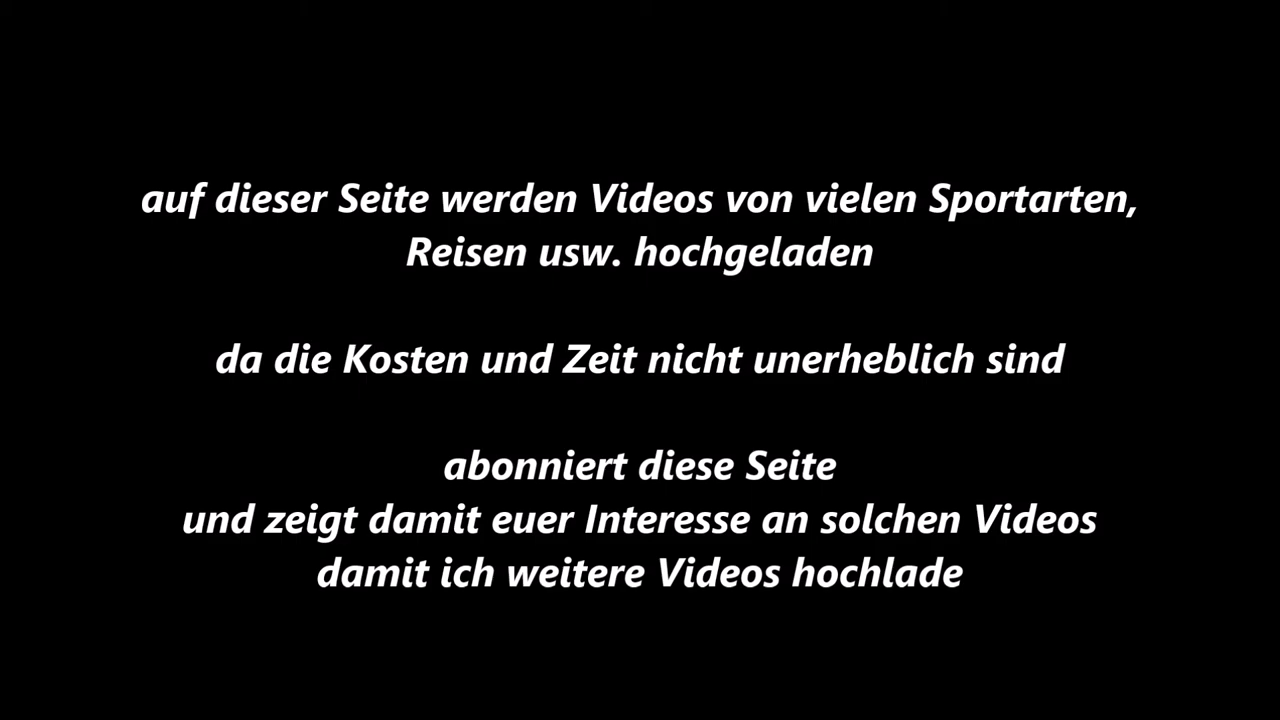 auf dieser Seite werden Videos von vielen Sportarten,
Reisen usw. hochgeladen
da die Kosten und Zeit nicht unerheblich sind
abonniert diese Seite
und zeigt damit euer Interesse an solchen Videos
damit ich weitere Videos hochlade